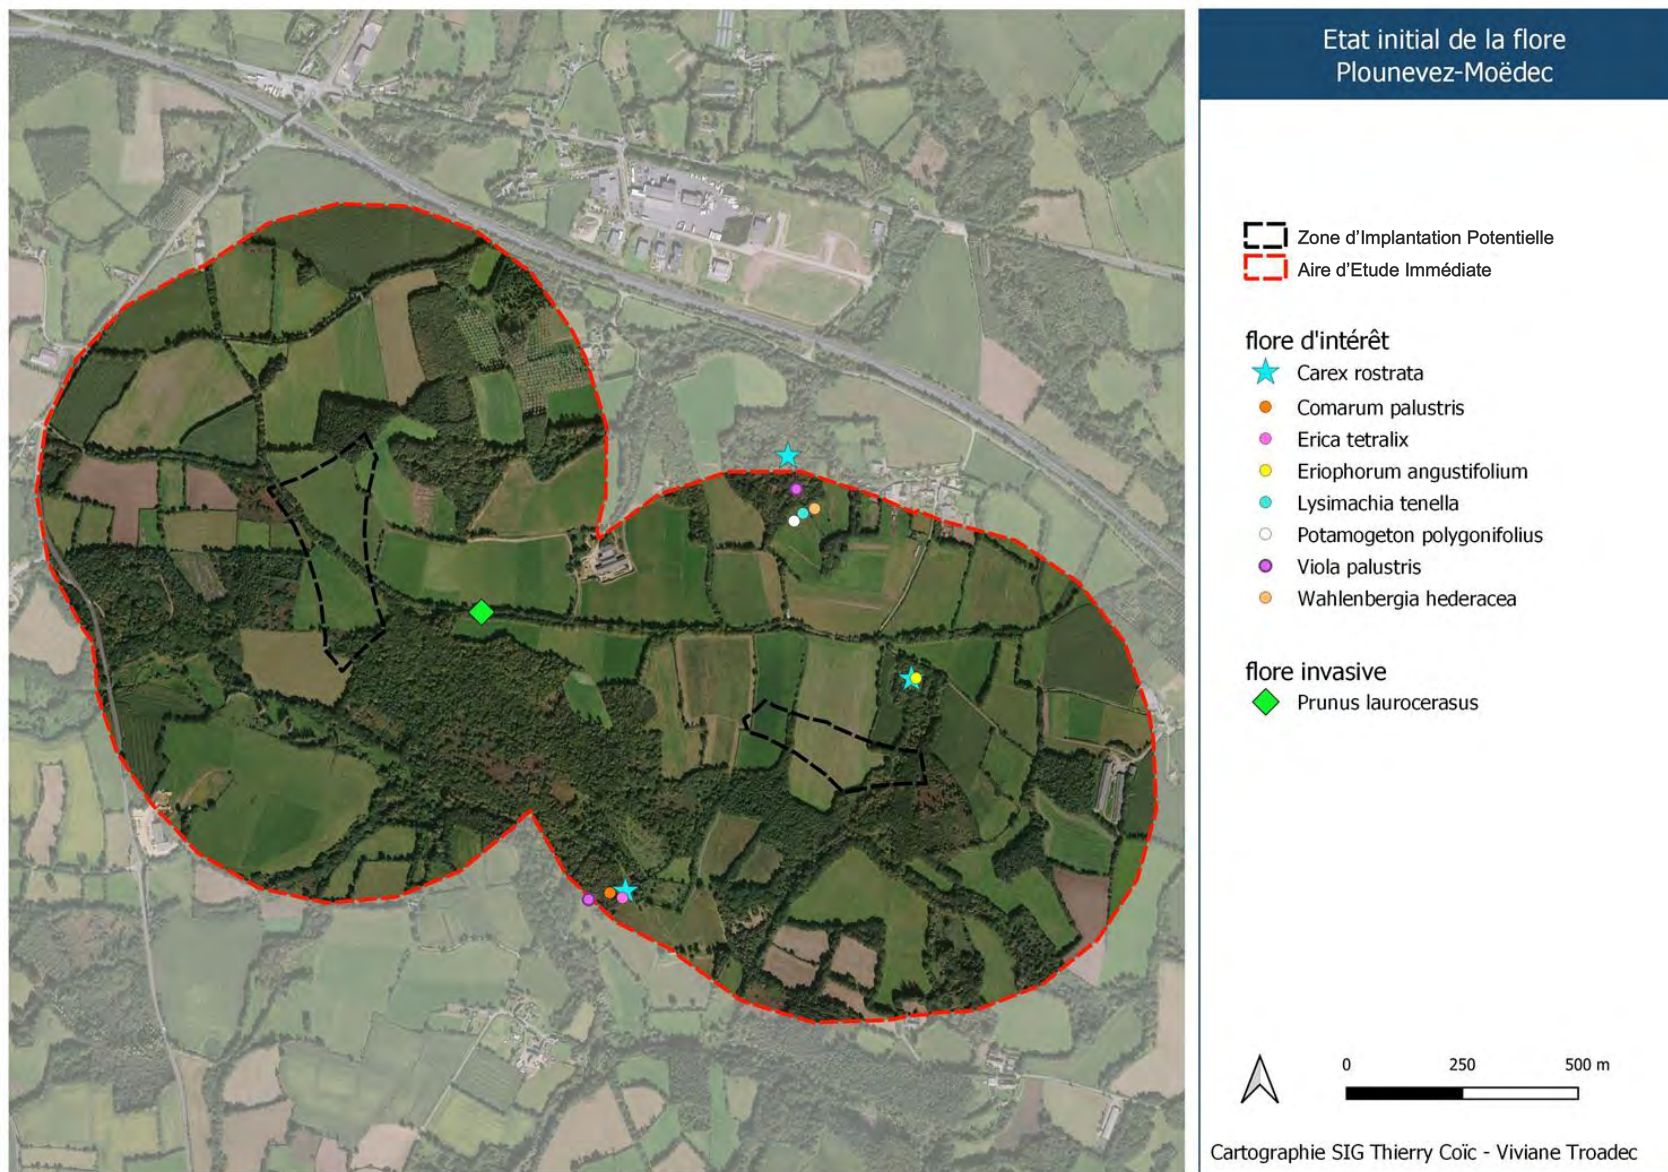 Etat initial de la flore
Plounevez-Moëdec
Zone d'Implantation Potentielle
Aire d'Etude Immédiate
flore d'intérêt
Carex rostrata
Comarum palustris
Erica tetralix
Eriophorum angustifolium
Lysimachia tenella
Potamogeton polygonifolius
Viola palustris
Wahlenbergia hederacea
flore invasive
Prunus laurocerasus
0 250 500 m
Cartographie SIG Thierry Coïc - Viviane Troadec